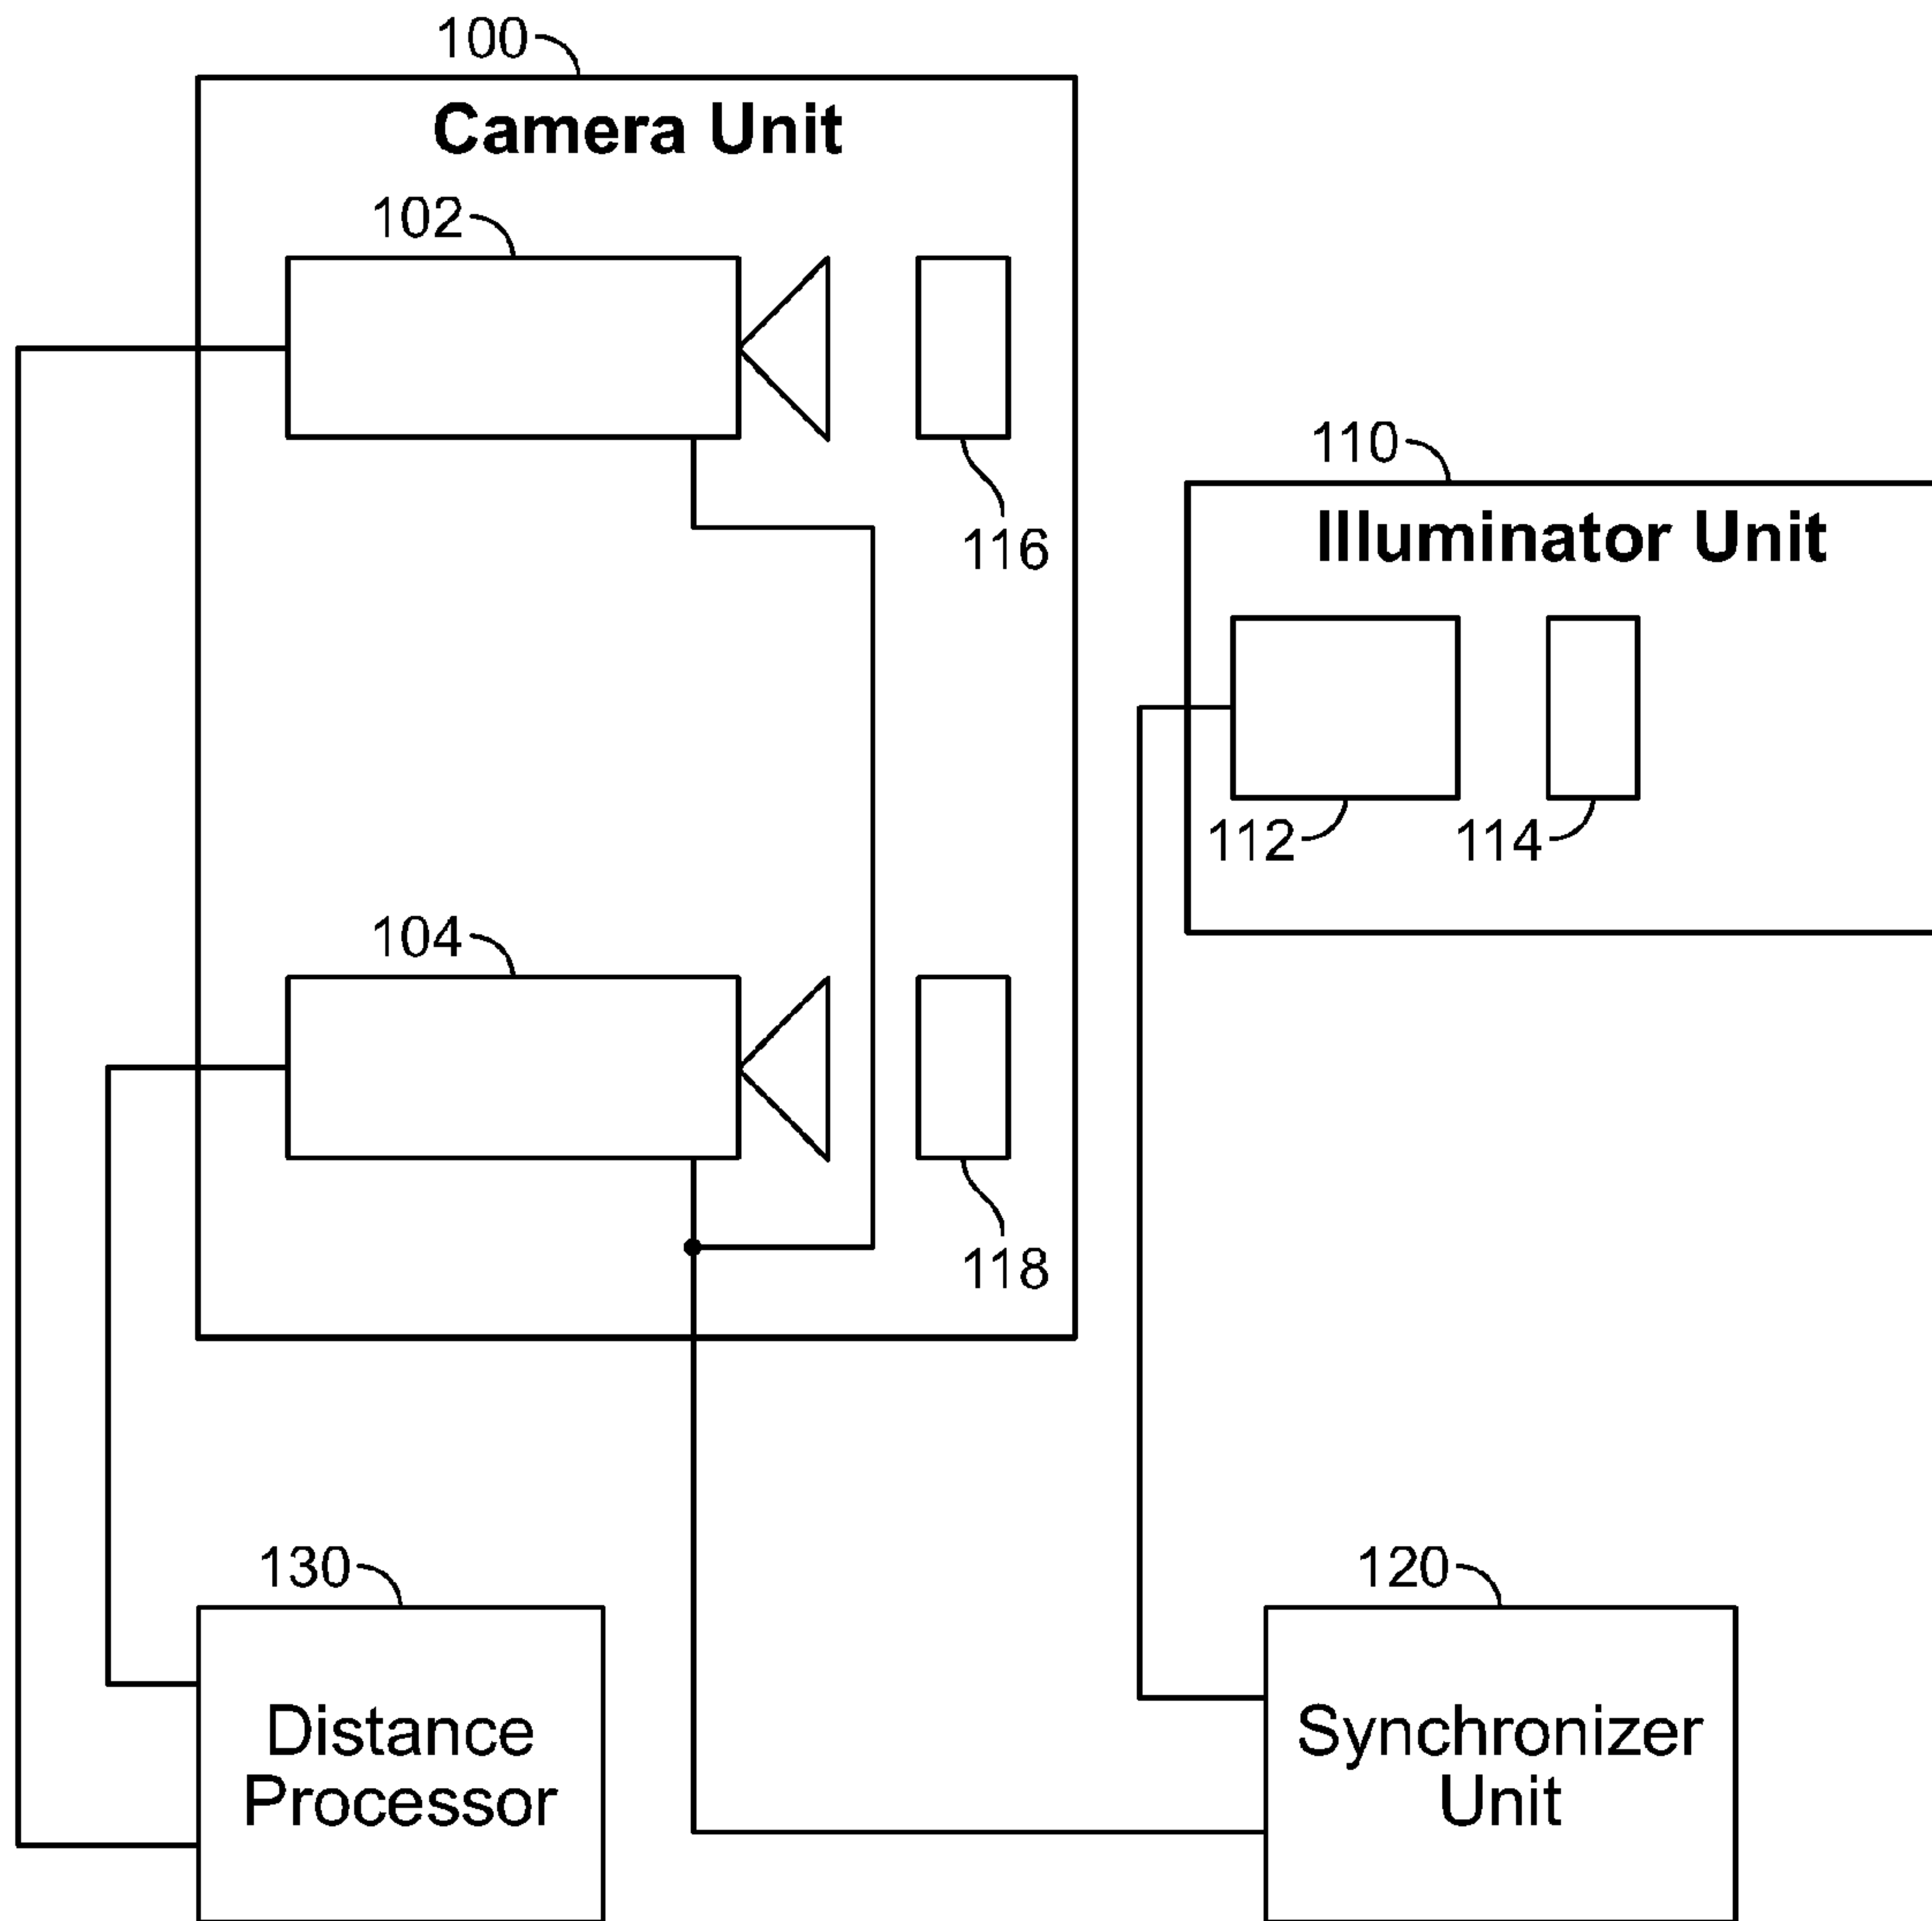 100
Camera Unit
102
116
110
Illuminator Unit
112
114
104
118
130
Distance
Processor
120
Synchronizer
Unit